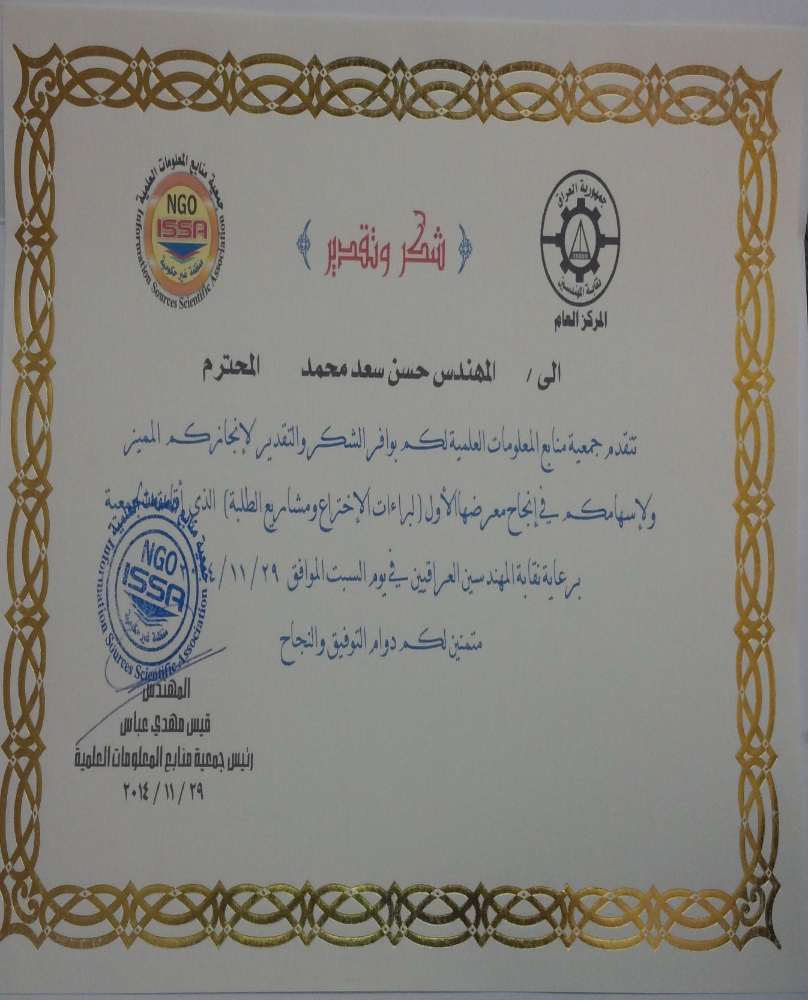 جمهورية العراق
نقابة المهندسين
المركز العام
شكر وتقدير
جمعية منابع المعلومات العلمية
NGO
ISSA
منظمة غير حكومية
Information Sources Scientific Association
الى / المهندس حسن سعد محمد المحترم
تتقدم جمعية منابع المعلومات العلمية لكم بوافر الشكر والتقدير لإنجازكم المميز
ولإسهامكم في إنجاح معرضها الأول (لبراءات الإختراع ومشاريع الطلبة) الذي أقامته الجمعية
برعاية نقابة المهندسين العراقيين في يوم السبت الموافق ٢٩ / ١١ /
متمنين لكم دوام التوفيق والنجاح
جمعية منابع المعلومات العلمية
NGO
ISSA
منظمة غير حكومية
Information Sources Scientific Association
المهندس
قيس مهدي عباس
رئيس جمعية منابع المعلومات العلمية
٢٩ / ١١ / ٢٠١٤